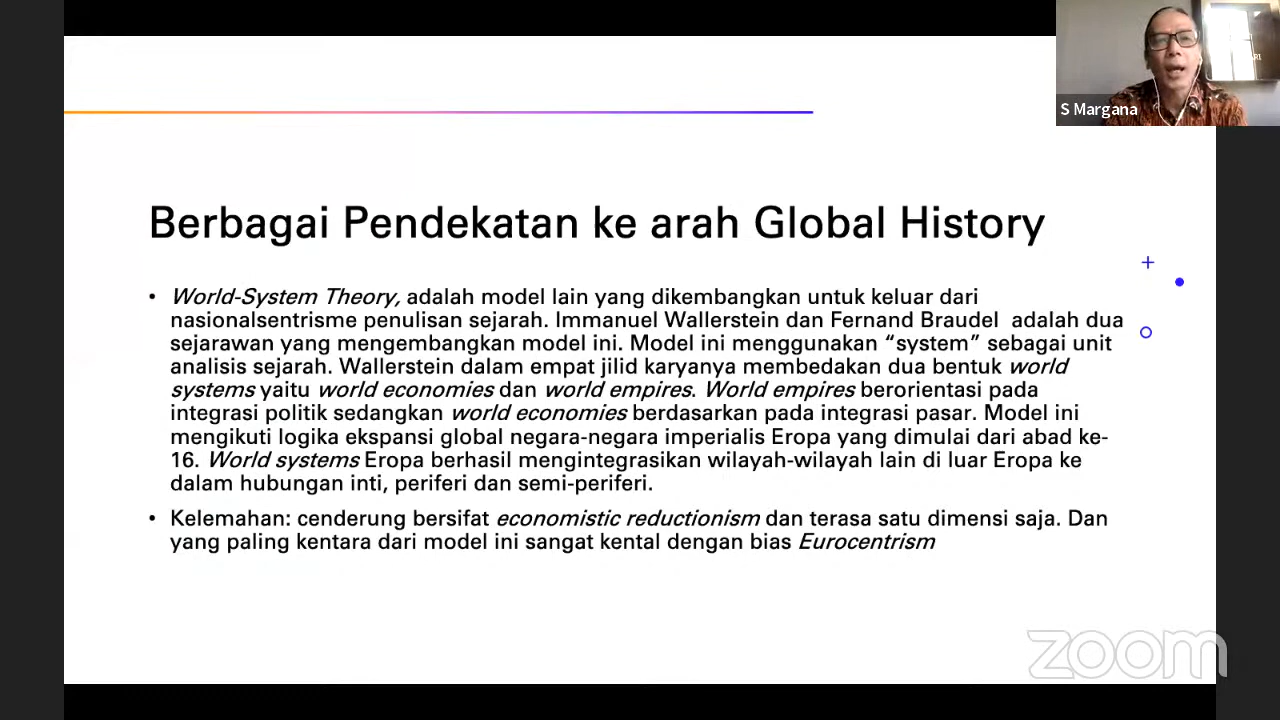 S Margana
Berbagai Pendekatan ke arah Global History
• World-System Theory, adalah model lain yang dikembangkan untuk keluar dari
nasionalsentrisme penulisan sejarah. Immanuel Wallerstein dan Fernand Braudel adalah dua
sejarawan yang mengembangkan model ini. Model ini menggunakan “system” sebagai unit
analisis sejarah. Wallerstein dalam empat jilid karyanya membedakan dua bentuk world
systems yaitu world economies dan world empires. World empires berorientasi pada
integrasi politik sedangkan world economies berdasarkan pada integrasi pasar. Model ini
mengikuti logika ekspansi global negara-negara imperialis Eropa yang dimulai dari abad ke-
16. World systems Eropa berhasil mengintegrasikan wilayah-wilayah lain di luar Eropa ke
dalam hubungan inti, periferi dan semi-periferi.
• Kelemahan: cenderung bersifat economistic reductionism dan terasa satu dimensi saja. Dan
yang paling kentara dari model ini sangat kental dengan bias Eurocentrism
zoom